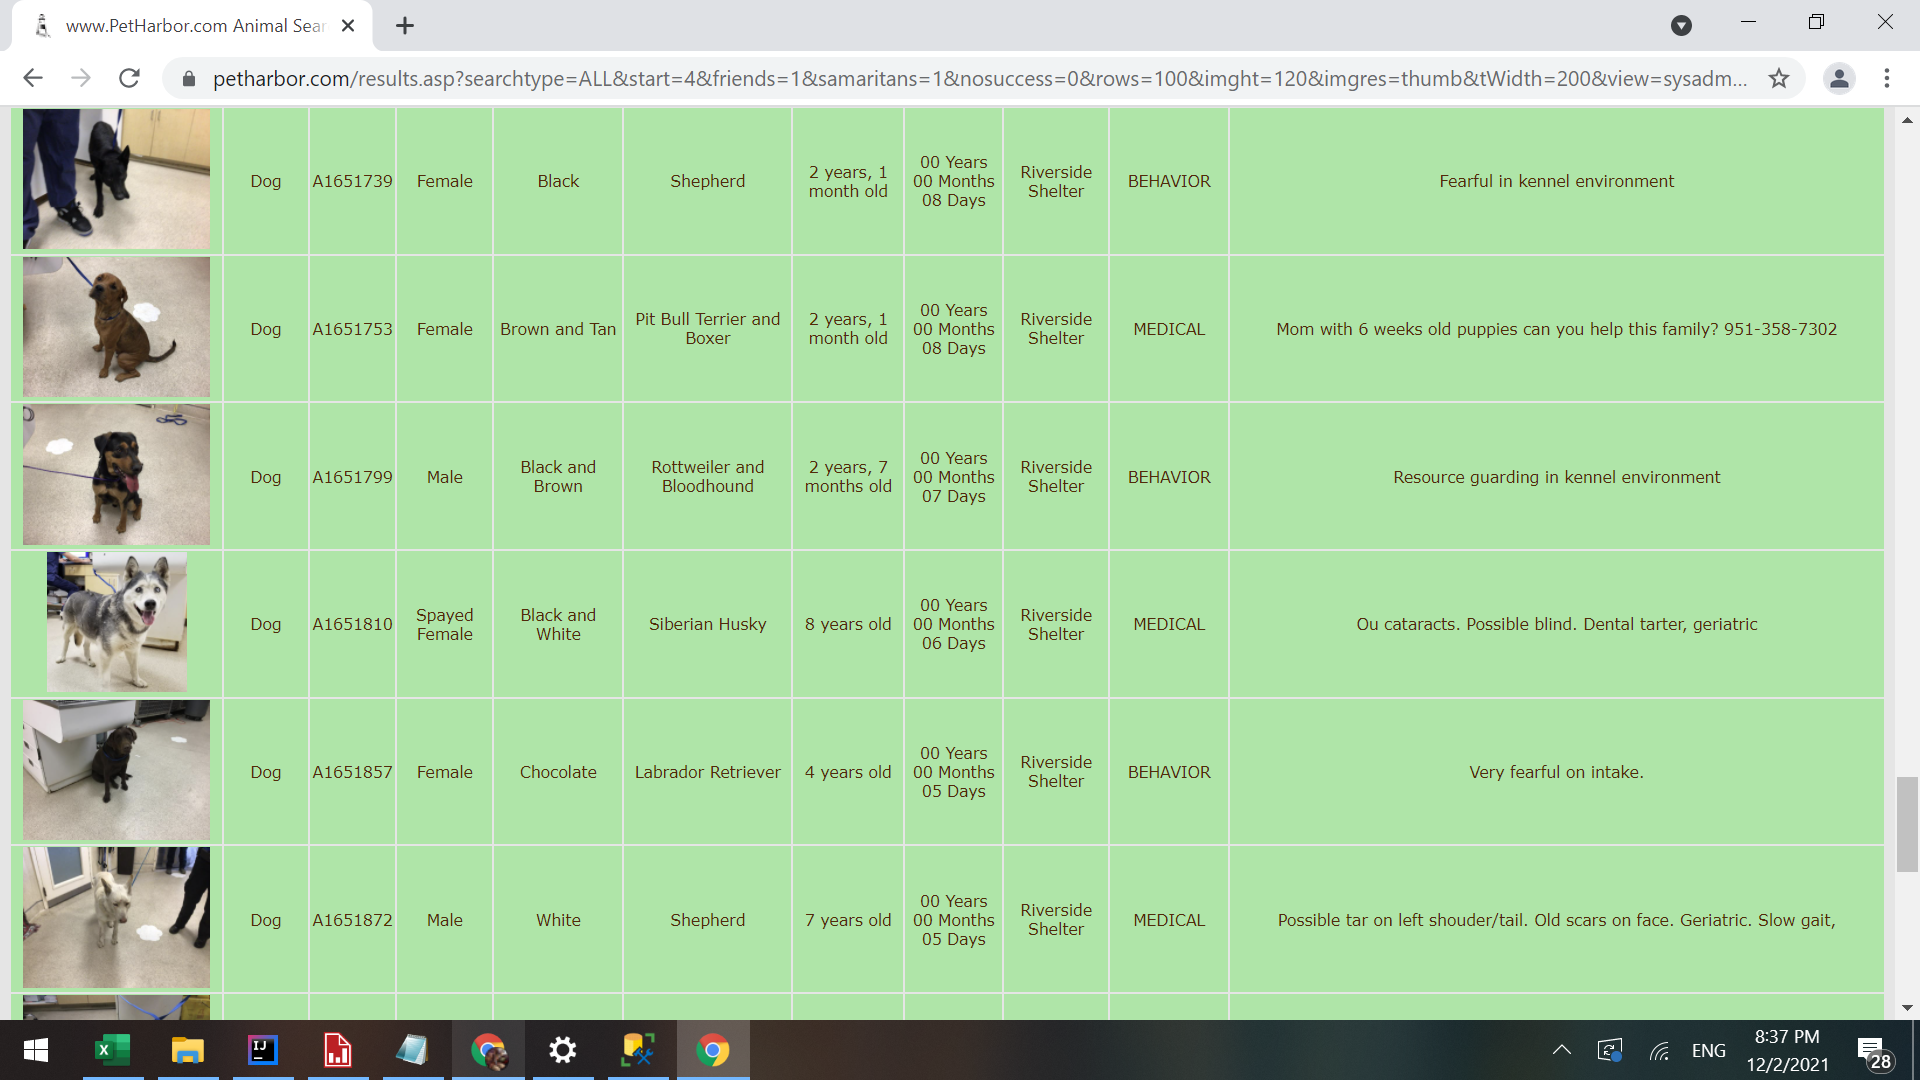 www.PetHarbor.com Animal Sear
petharbor.com/results.asp?searchtype=ALL&start=4&friends=1&samaritans=1&nosuccess=0&rows=100&imght=120&imgres=thumb&tWidth=200&view=sysadm...
Dog A1651739 Female Black Shepherd 2 years, 1 month old 00 Years 00 Months 08 Days Riverside Shelter BEHAVIOR Fearful in kennel environment
Dog A1651753 Female Brown and Tan Pit Bull Terrier and Boxer 2 years, 1 month old 00 Years 00 Months 08 Days Riverside Shelter MEDICAL Mom with 6 weeks old puppies can you help this family? 951-358-7302
Dog A1651799 Male Black and Brown Rottweiler and Bloodhound 2 years, 7 months old 00 Years 00 Months 07 Days Riverside Shelter BEHAVIOR Resource guarding in kennel environment
Dog A1651810 Spayed Female Black and White Siberian Husky 8 years old 00 Years 00 Months 06 Days Riverside Shelter MEDICAL Ou cataracts. Possible blind. Dental tarter, geriatric
Dog A1651857 Female Chocolate Labrador Retriever 4 years old 00 Years 00 Months 05 Days Riverside Shelter BEHAVIOR Very fearful on intake.
Dog A1651872 Male White Shepherd 7 years old 00 Years 00 Months 05 Days Riverside Shelter MEDICAL Possible tar on left shouder/tail. Old scars on face. Geriatric. Slow gait,
ENG
8:37 PM
12/2/2021
28